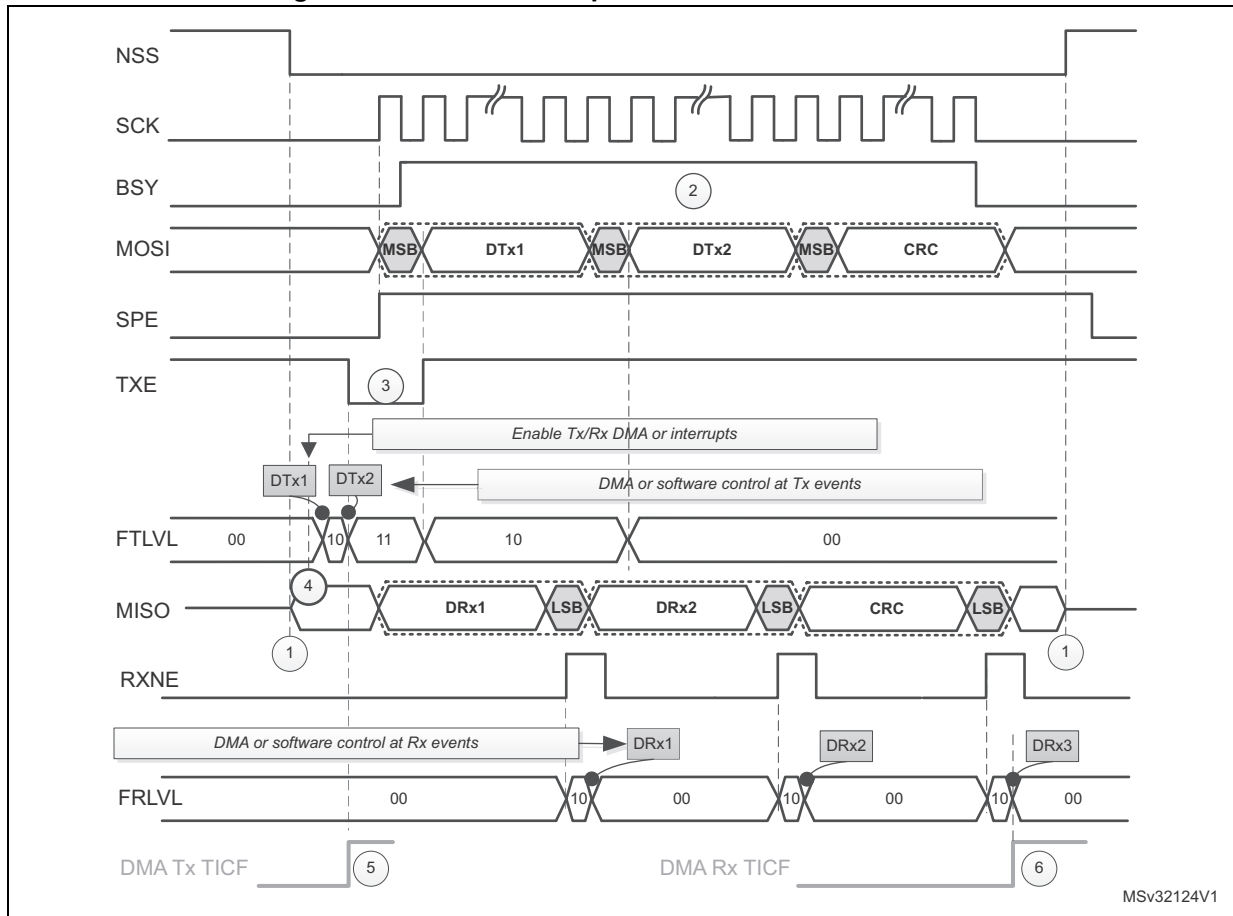 NSS
SCK
BSY
2
MOSI
MSB DTx1 MSB DTx2 MSB CRC
SPE
TXE
3
Enable Tx/Rx DMA or interrupts
DTx1 DTx2 DMA or software control at Tx events
FTLVL 00 10 11 10 00
4
MISO DRx1 LSB DRx2 LSB CRC LSB
1 1
RXNE
DMA or software control at Rx events DRx1 DRx2 DRx3
FRLVL 00 10 00 10 00 10 00
DMA Tx TICF 5 DMA Rx TICF 6
MSv32124V1